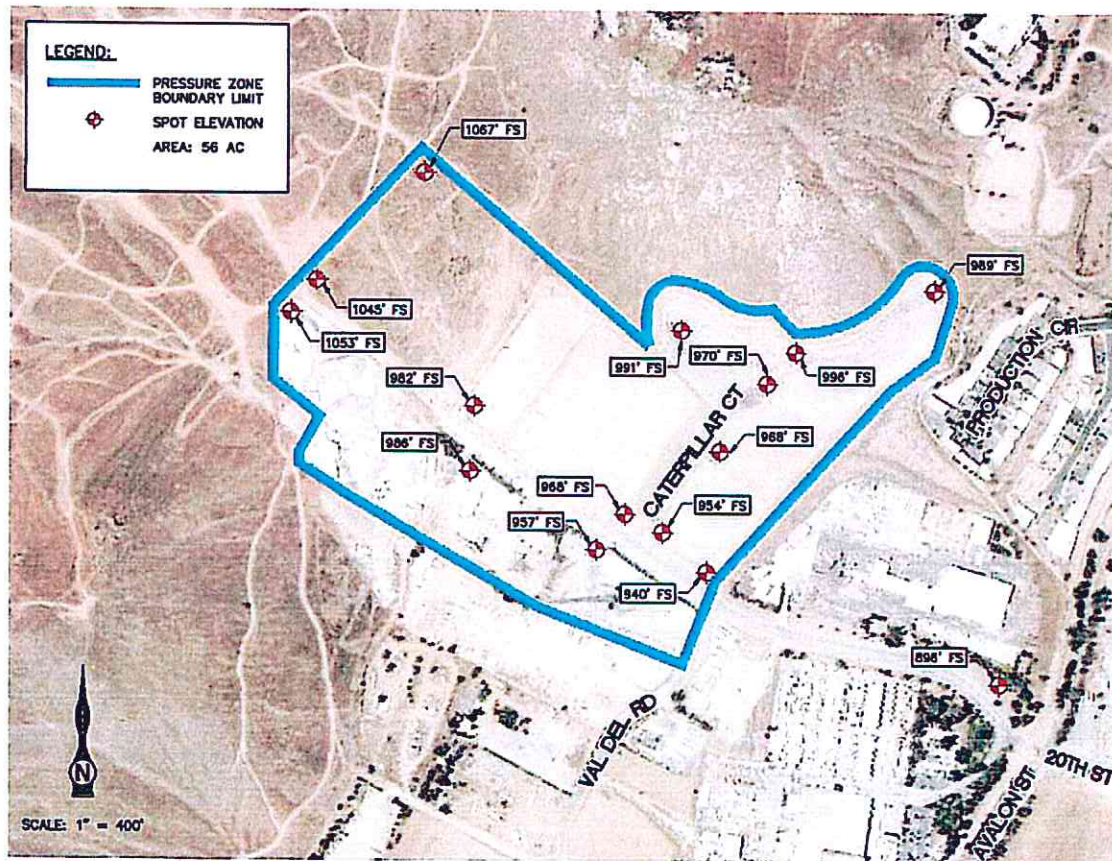 LEGEND:
PRESSURE ZONE
BOUNDARY LIMIT
SPOT ELEVATION
AREA: 56 AC
1067' FS
989' FS
1045' FS
1053' FS
991' FS
970' FS
996' FS
982' FS
968' FS
986' FS
CATERPILLAR CT
PRODUCTION CIR
965' FS
954' FS
957' FS
940' FS
898' FS
VAL DEL RD
20TH ST
AVALON ST
N
SCALE: 1" = 400'